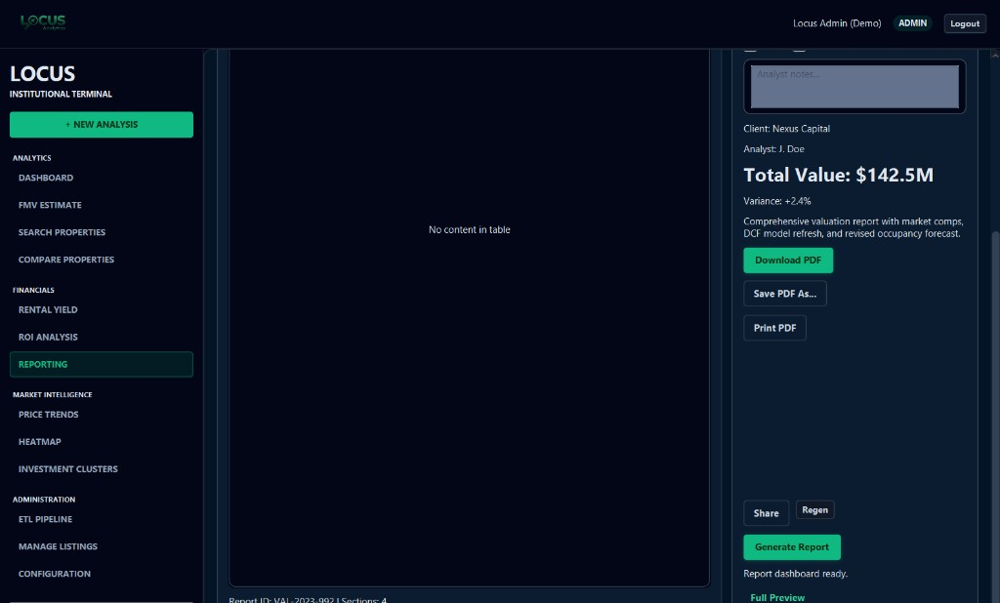 LOCUS
Locus Admin (Demo)
ADMIN
Logout
LOCUS
INSTITUTIONAL TERMINAL
+ NEW ANALYSIS
ANALYTICS
DASHBOARD
FMV ESTIMATE
SEARCH PROPERTIES
COMPARE PROPERTIES
FINANCIALS
RENTAL YIELD
ROI ANALYSIS
REPORTING
MARKET INTELLIGENCE
PRICE TRENDS
HEATMAP
INVESTMENT CLUSTERS
ADMINISTRATION
ETL PIPELINE
MANAGE LISTINGS
CONFIGURATION
No content in table
Report ID: VAL-2023-992 | Sections: 4
Analyst notes...
Client: Nexus Capital
Analyst: J. Doe
Total Value: $142.5M
Variance: +2.4%
Comprehensive valuation report with market comps,
DCF model refresh, and revised occupancy forecast.
Download PDF
Save PDF As...
Print PDF
Share
Regen
Generate Report
Report dashboard ready.
Full Preview